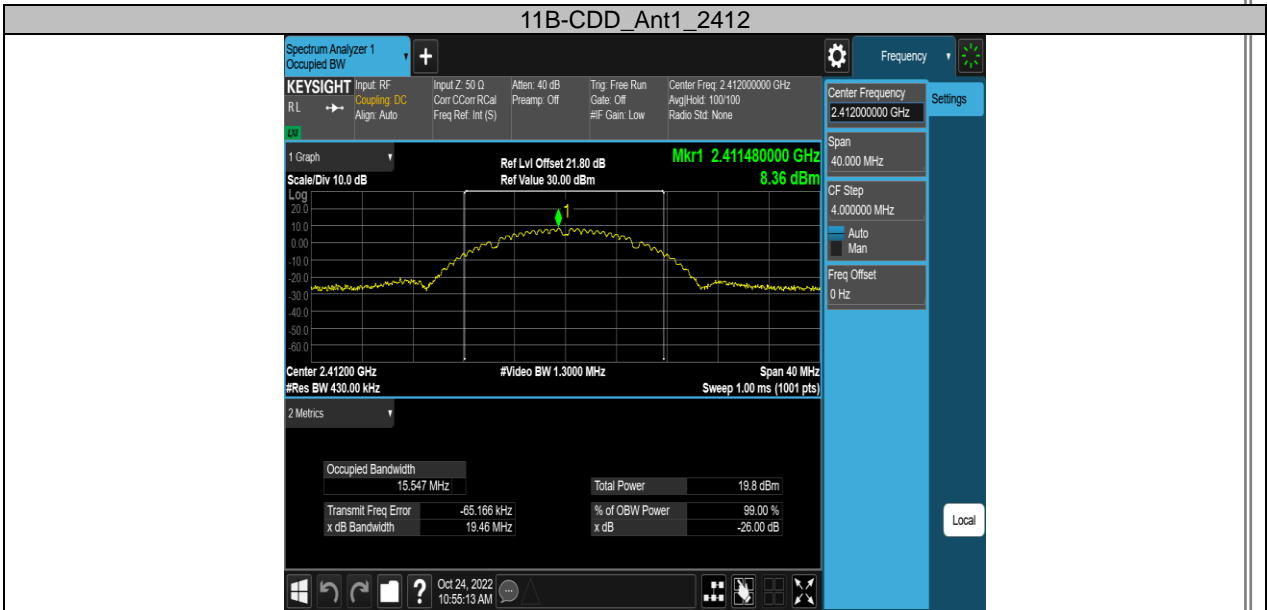 11B-CDD_Ant1_2412
Spectrum Analyzer 1
Occupied BW
+
Frequency
KEYSIGHT
RL
LXI
Input: RF
Coupling: DC
Align: Auto
Input Z: 50 Ω
Corr CCorr RCal
Freq Ref: Int (S)
Atten: 40 dB
Preamp: Off
Trig: Free Run
Gate: Off
#IF Gain: Low
Center Freq: 2.412000000 GHz
Avg|Hold: 100/100
Radio Std: None
Center Frequency
2.412000000 GHz
Settings
Span
40.000 MHz
CF Step
4.000000 MHz
Auto
Man
Freq Offset
0 Hz
Local
1 Graph
Scale/Div 10.0 dB
Ref Lvl Offset 21.80 dB
Ref Value 30.00 dBm
Mkr1 2.411480000 GHz
8.36 dBm
Log
20.0
10.0
0.00
-10.0
-20.0
-30.0
-40.0
-50.0
-60.0
1
Center 2.41200 GHz
#Video BW 1.3000 MHz
Span 40 MHz
#Res BW 430.00 kHz
Sweep 1.00 ms (1001 pts)
2 Metrics
Occupied Bandwidth
15.547 MHz
Total Power 19.8 dBm
Transmit Freq Error -65.166 kHz
% of OBW Power 99.00 %
x dB Bandwidth 19.46 MHz
x dB -26.00 dB
?
Oct 24, 2022
10:55:13 AM